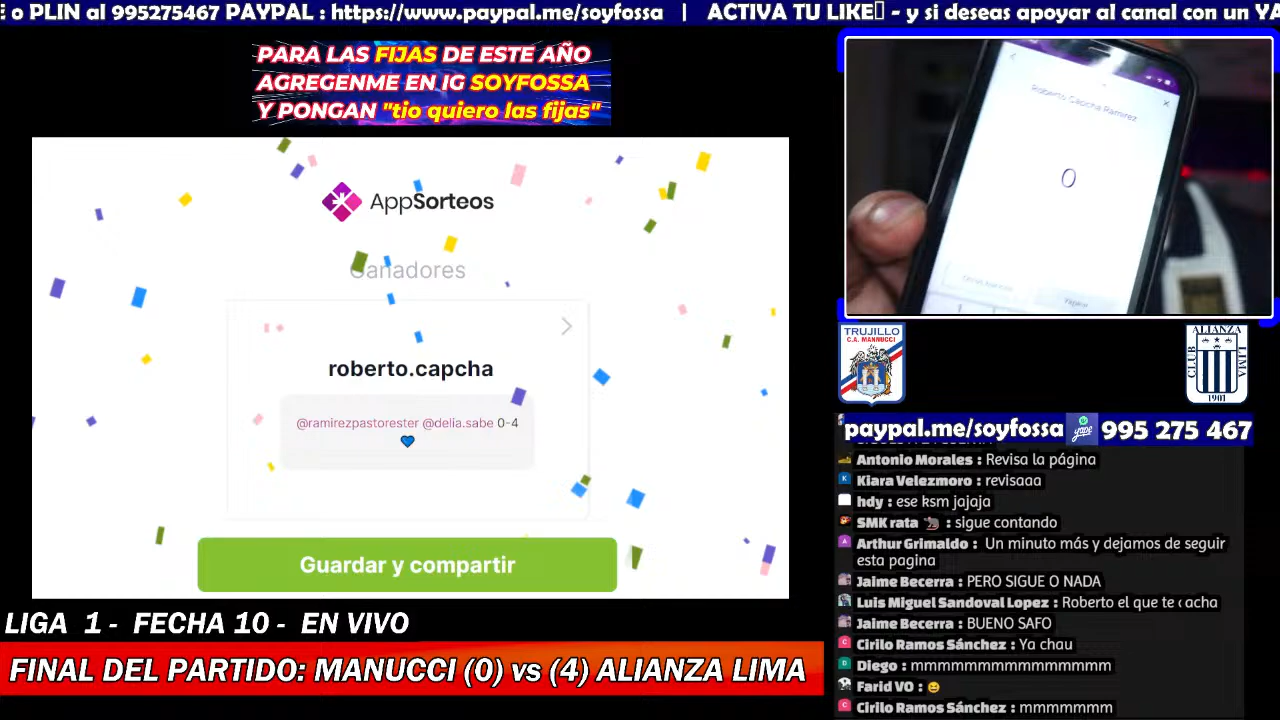 E o PLIN al 995275467 PAYPAL : https://www.paypal.me/soyfossa | ACTIVA TU LIKE - y si deseas apoyar al canal con un YA
PARA LAS FIJAS DE ESTE AÑO
AGREGENME EN IG SOYFOSSA
Y PONGAN "tio quiero las fijas"
AppSorteos
Ganadores
roberto.capcha
@ramirezpastorester @delia.sabe 0-4
💙
Guardar y compartir
LIGA 1 - FECHA 10 - EN VIVO
FINAL DEL PARTIDO: MANUCCI (0) vs (4) ALIANZA LIMA
Roberto Capcha Ramirez
0
Yapear
1
TRUJILLO
C.A. MANNUCCI
ALIANZA
CLUB
LIMA
1901
paypal.me/soyfossa yape 995 275 467
Antonio Morales : Revisa la página
Kiara Velezmoro : revisaaa
hdy : ese ksm jajaja
SMK rata 🐀 : sigue contando
Arthur Grimaldo : Un minuto más y dejamos de seguir
esta pagina
Jaime Becerra : PERO SIGUE O NADA
Luis Miguel Sandoval Lopez : Roberto el que te c acha
Jaime Becerra : BUENO SAFO
Cirilo Ramos Sánchez : Ya chau
Diego : mmmmmmmmmmmmmmm
Farid VO : 😆
Cirilo Ramos Sánchez : mmmmmmm